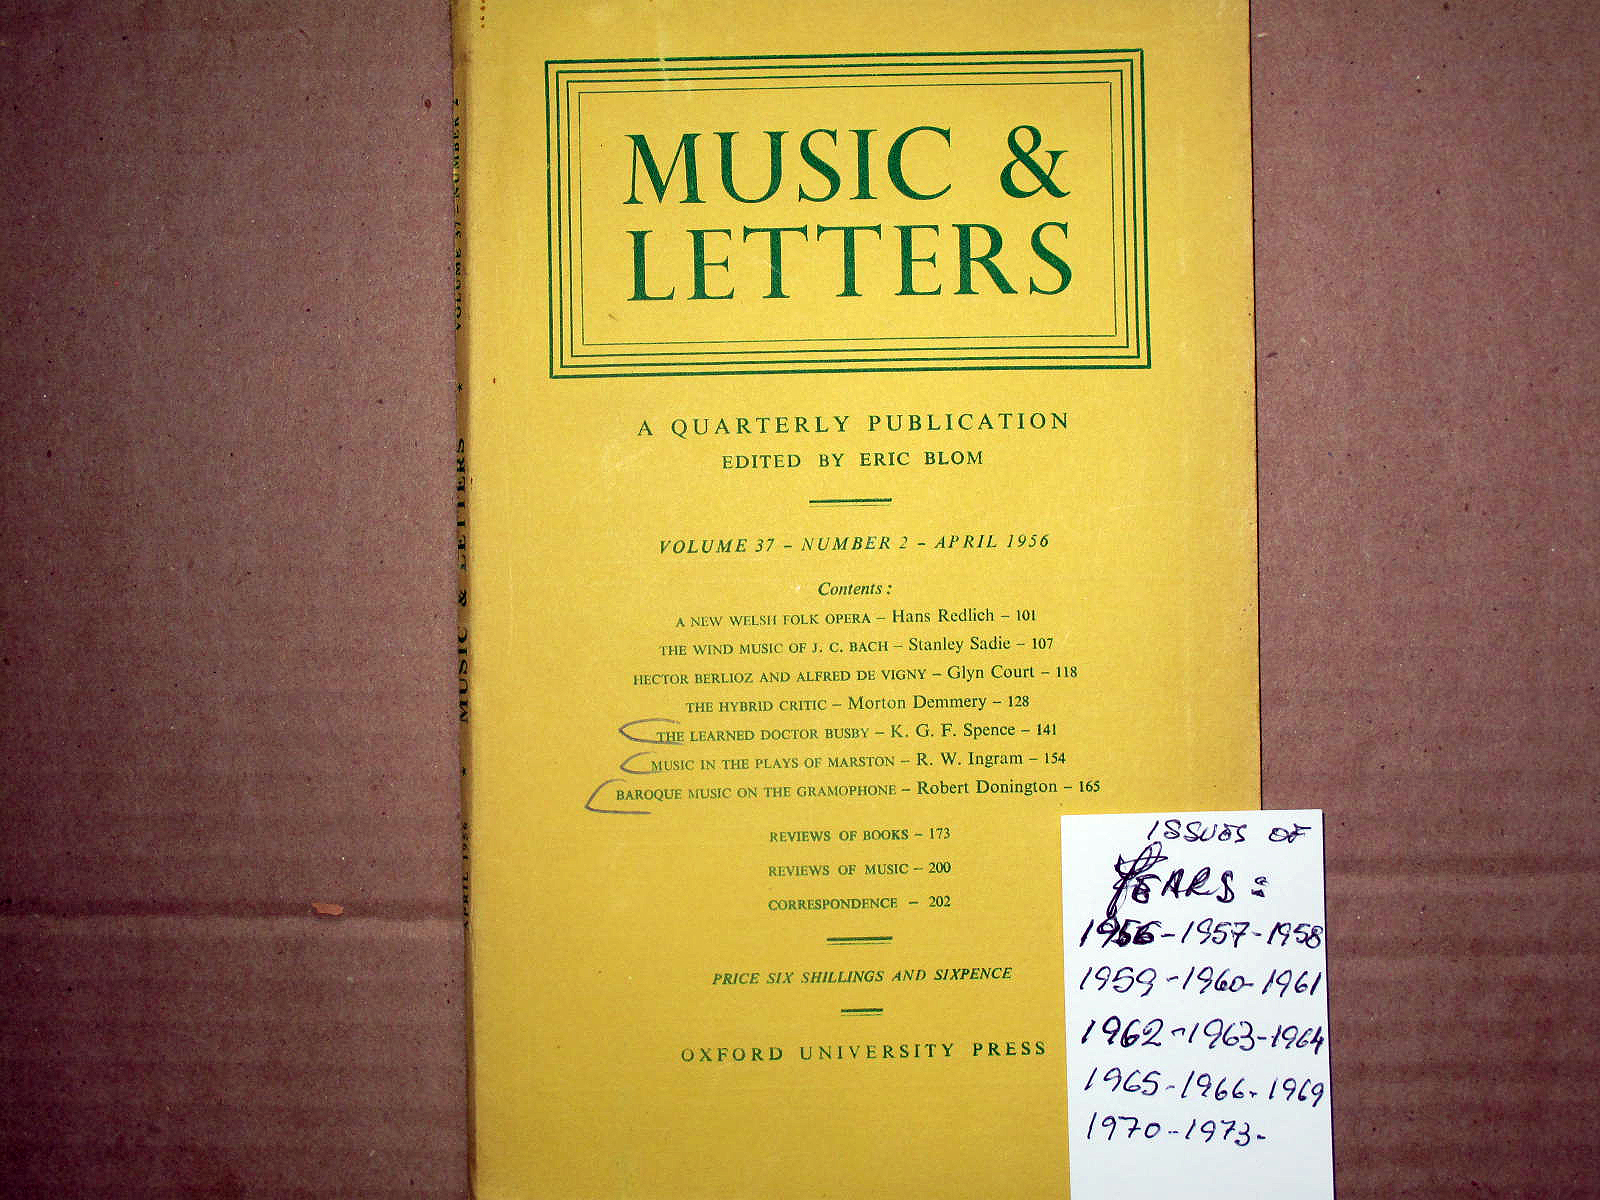 MUSIC &
LETTERS
A QUARTERLY PUBLICATION
EDITED BY ERIC BLOM
VOLUME 37 – NUMBER 2 – APRIL 1956
Contents:
A NEW WELSH FOLK OPERA – Hans Redlich – 101
THE WIND MUSIC OF J. C. BACH – Stanley Sadie – 107
HECTOR BERLIOZ AND ALFRED DE VIGNY – Glyn Court – 118
THE HYBRID CRITIC – Morton Demmery – 128
THE LEARNED DOCTOR BUSBY – K. G. F. Spence – 141
MUSIC IN THE PLAYS OF MARSTON – R. W. Ingram – 154
BAROQUE MUSIC ON THE GRAMOPHONE – Robert Donington – 165
REVIEWS OF BOOKS – 173
REVIEWS OF MUSIC – 200
CORRESPONDENCE – 202
PRICE SIX SHILLINGS AND SIXPENCE
OXFORD UNIVERSITY PRESS
APRIL 1956 * MUSIC & LETTERS * VOLUME 37 – NUMBER 2
ISSUES OF
YEARS:
1956-1957-1958
1959-1960-1961
1962-1963-1964
1965-1966-1969
1970-1973-